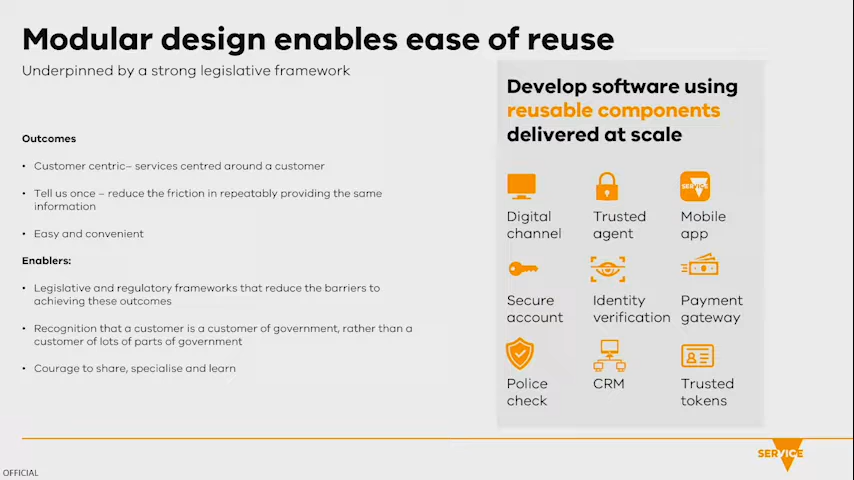 Modular design enables ease of reuse
Underpinned by a strong legislative framework
Outcomes
• Customer centric– services centred around a customer
• Tell us once – reduce the friction in repeatably providing the same
information
• Easy and convenient
Enablers:
• Legislative and regulatory frameworks that reduce the barriers to
achieving these outcomes
• Recognition that a customer is a customer of government, rather than a
customer of lots of parts of government
• Courage to share, specialise and learn
Develop software using
reusable components
delivered at scale
SERVICE
Digital
channel
Trusted
agent
Mobile
app
Secure
account
Identity
verification
Payment
gateway
Police
check
CRM
Trusted
tokens
SERVICE
OFFICIAL